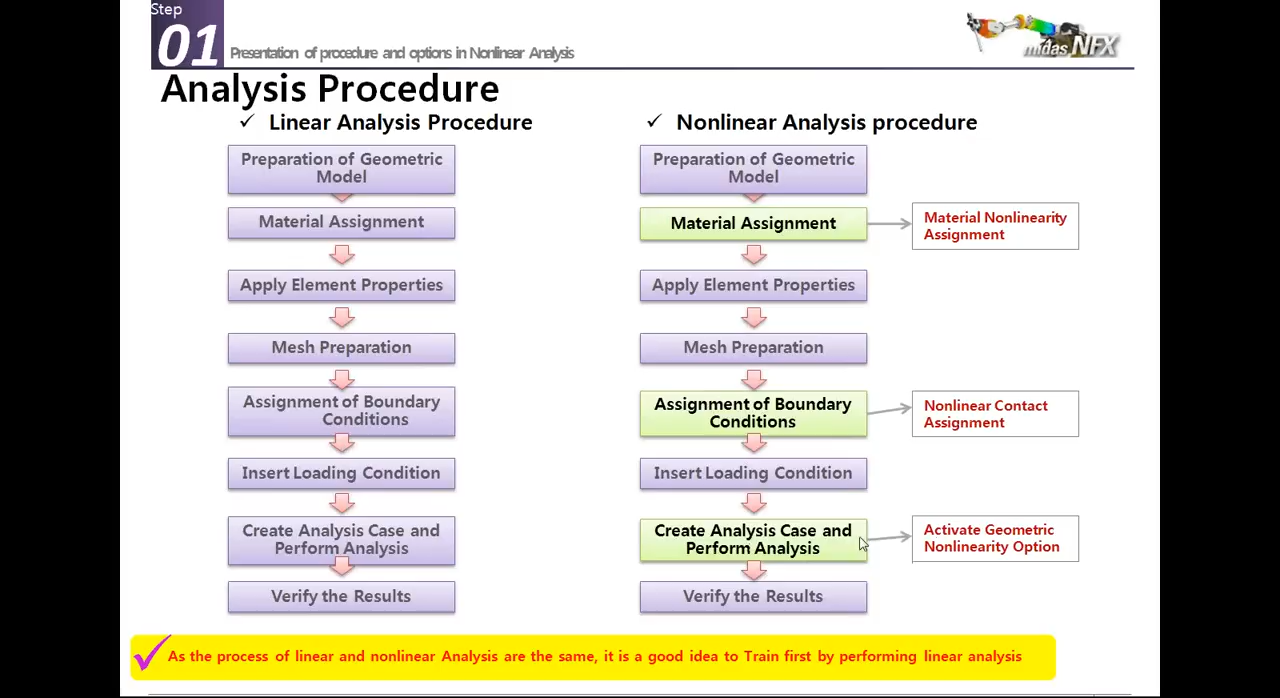 Step
01
Presentation of procedure and options in Nonlinear Analysis
midas NFX
Analysis Procedure
✓ Linear Analysis Procedure
Preparation of Geometric
Model
Material Assignment
Apply Element Properties
Mesh Preparation
Assignment of Boundary
Conditions
Insert Loading Condition
Create Analysis Case and
Perform Analysis
Verify the Results
✓ Nonlinear Analysis procedure
Preparation of Geometric
Model
Material Assignment
Material Nonlinearity
Assignment
Apply Element Properties
Mesh Preparation
Assignment of Boundary
Conditions
Nonlinear Contact
Assignment
Insert Loading Condition
Create Analysis Case and
Perform Analysis
Activate Geometric
Nonlinearity Option
Verify the Results
As the process of linear and nonlinear Analysis are the same, it is a good idea to Train first by performing linear analysis